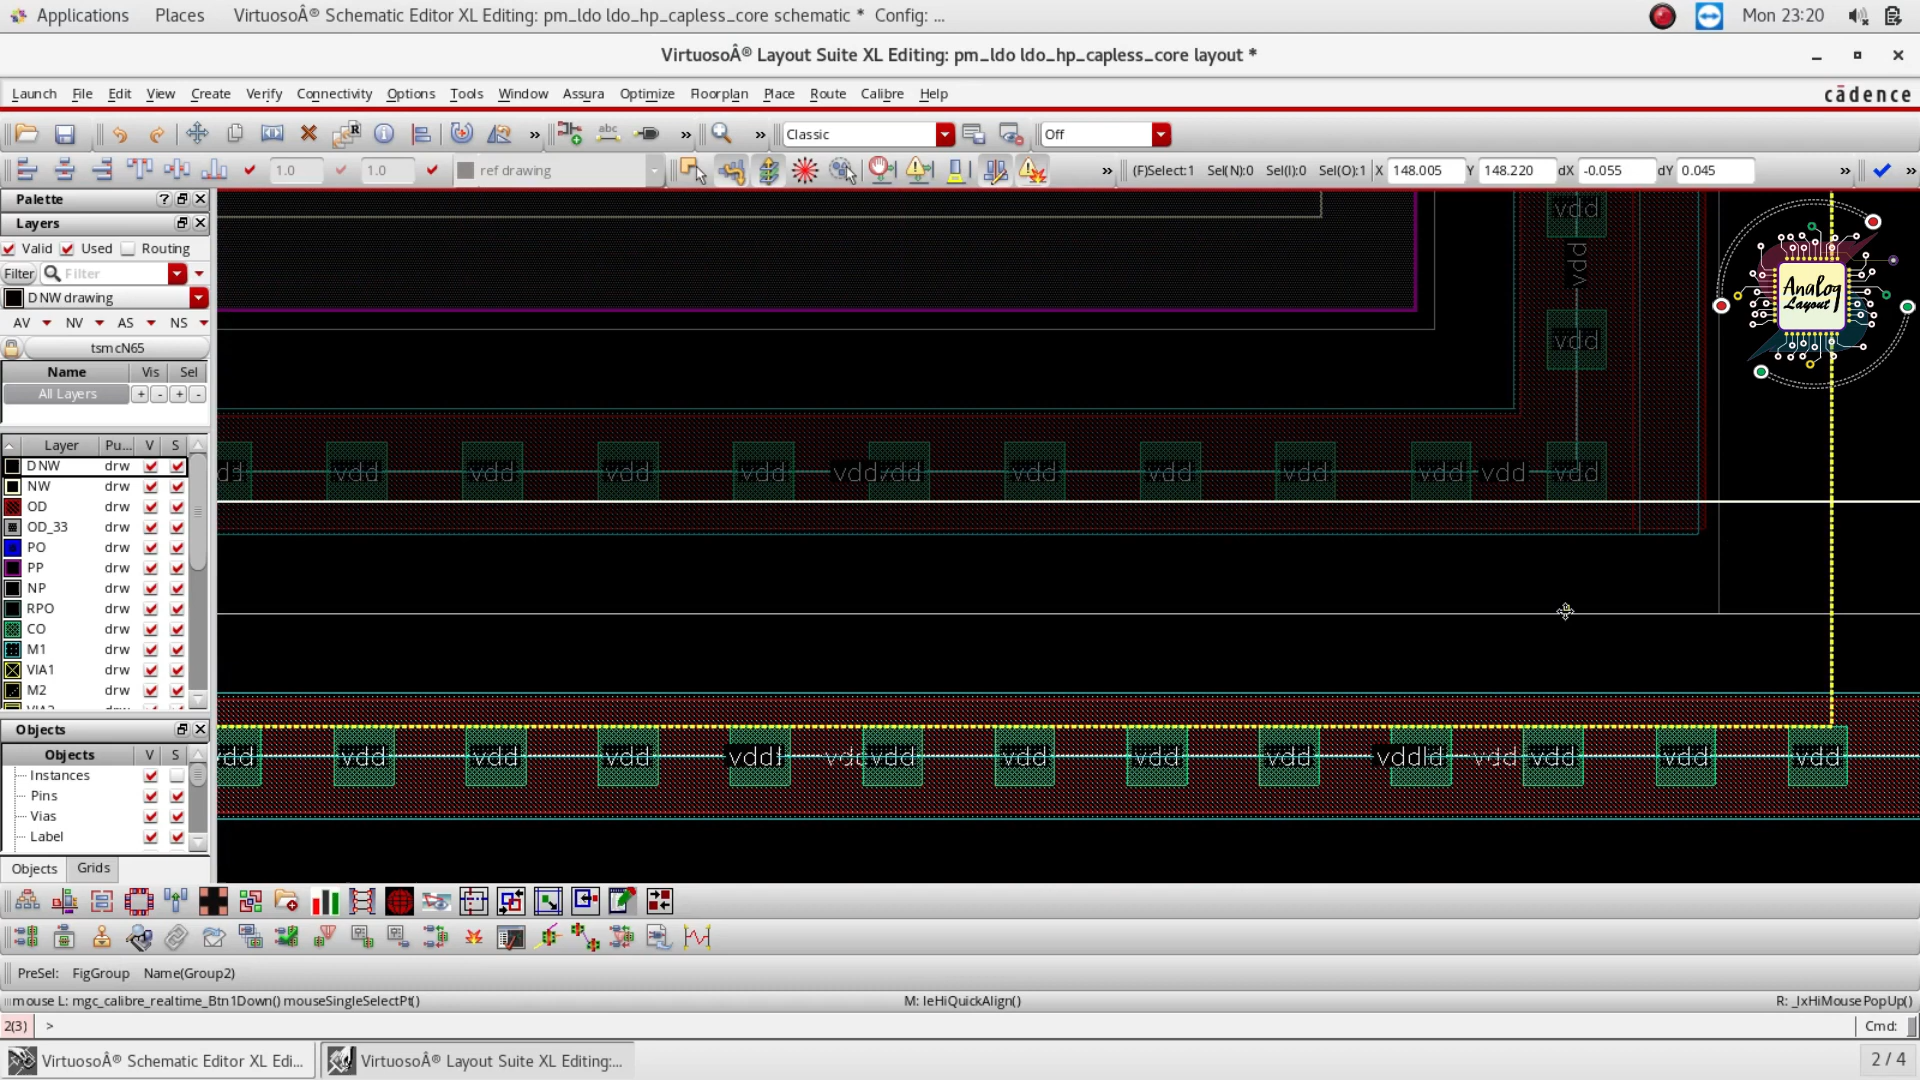 Applications Places VirtuosoÂ® Schematic Editor XL Editing: pm_ldo ldo_hp_capless_core schematic * Config: ... Mon 23:20
VirtuosoÂ® Layout Suite XL Editing: pm_ldo ldo_hp_capless_core layout *
Launch File Edit View Create Verify Connectivity Options Tools Window Assura Optimize Floorplan Place Route Calibre Help cādence
Classic Off
1.0 1.0 ref drawing (F)Select:1 Sel(N):0 Sel(I):0 Sel(O):1 X 148.005 Y 148.220 dX -0.055 dY 0.045
Palette
Layers
Valid Used Routing
Filter Filter
DNW drawing
AV NV AS NS
tsmcN65
Name Vis Sel
All Layers + - + -
Layer Pu... V S
DNW drw
NW drw
OD drw
OD_33 drw
PO drw
PP drw
NP drw
RPO drw
CO drw
M1 drw
VIA1 drw
M2 drw
Objects
Objects V S
Instances
Pins
Vias
Label
Objects Grids
vdd
vdd
vdd
vdd vdd vdd vdd vdd vdd vdd vdd vdd vdd vdd vdd
vdd vdd vdd vdd vdd vdd vdd vdd vdd vdd vdd
Analog
Layout
PreSel: FigGroup Name(Group2)
mouse L: mgc_calibre_realtime_Btn1Down() mouseSingleSelectPt() M: leHiQuickAlign() R: _lxHiMousePopUp()
2(3) > Cmd:
VirtuosoÂ® Schematic Editor XL Edi... VirtuosoÂ® Layout Suite XL Editing:... 2 / 4